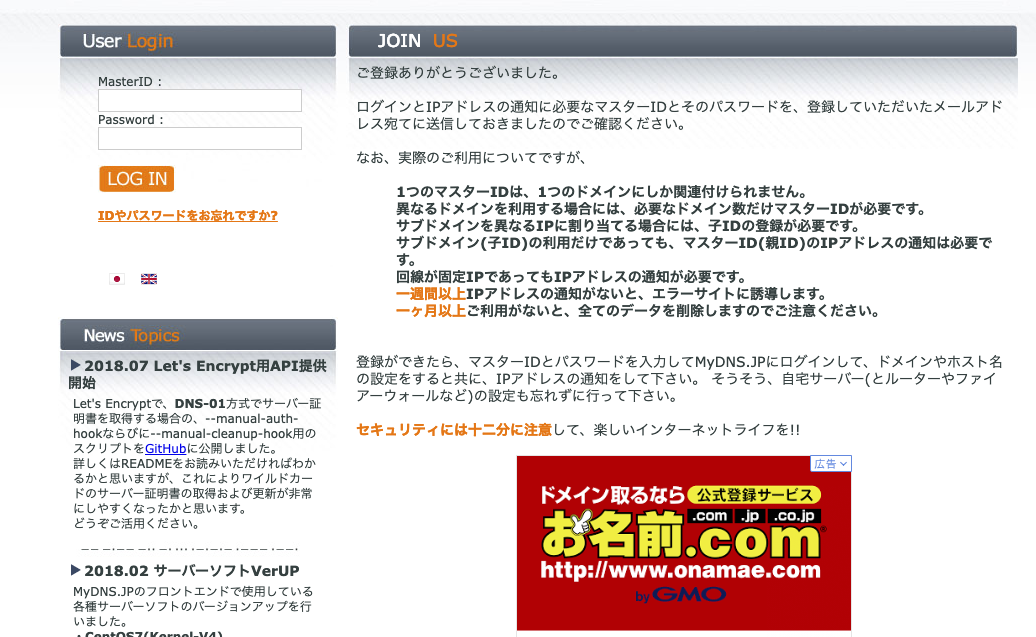 User Login
MasterID :
Password :
LOG IN
IDやパスワードをお忘れですか?
News Topics
2018.07 Let's Encrypt用API提供
開始
Let's Encryptで、DNS-01方式でサーバー証
明書を取得する場合の、--manual-auth-
hookならびに--manual-cleanup-hook用の
スクリプトをGitHubに公開しました。
詳しくはREADMEをお読みいただければわか
るかと思いますが、これによりワイルドカー
ドのサーバー証明書の取得および更新が非常
にしやすくなったかと思います。
どうぞご活用ください。
2018.02 サーバーソフトVerUP
MyDNS.JPのフロントエンドで使用している
各種サーバーソフトのバージョンアップを行
いました。
・CentOS7(Kernel-V4)
JOIN US
ご登録ありがとうございました。
ログインとIPアドレスの通知に必要なマスターIDとそのパスワードを、登録していただいたメールアド
レス宛てに送信しておきましたのでご確認ください。
なお、実際のご利用についてですが、
1つのマスターIDは、1つのドメインにしか関連付けられません。
異なるドメインを利用する場合には、必要なドメイン数だけマスターIDが必要です。
サブドメインを異なるIPに割り当てる場合には、子IDの登録が必要です。
サブドメイン(子ID)の利用だけであっても、マスターID(親ID)のIPアドレスの通知は必要で
す。
回線が固定IPであってもIPアドレスの通知が必要です。
一週間以上IPアドレスの通知がないと、エラーサイトに誘導します。
一ヶ月以上ご利用がないと、全てのデータを削除しますのでご注意ください。
登録ができたら、マスターIDとパスワードを入力してMyDNS.JPにログインして、ドメインやホスト名
の設定をすると共に、IPアドレスの通知をして下さい。 そうそう、自宅サーバー(とルーターやファイ
アーウォールなど)の設定も忘れずに行って下さい。
セキュリティには十二分に注意して、楽しいインターネットライフを!!
広告
ドメイン取るなら 公式登録サービス
.com .jp .co.jp
お名前.com
http://www.onamae.com
by GMO